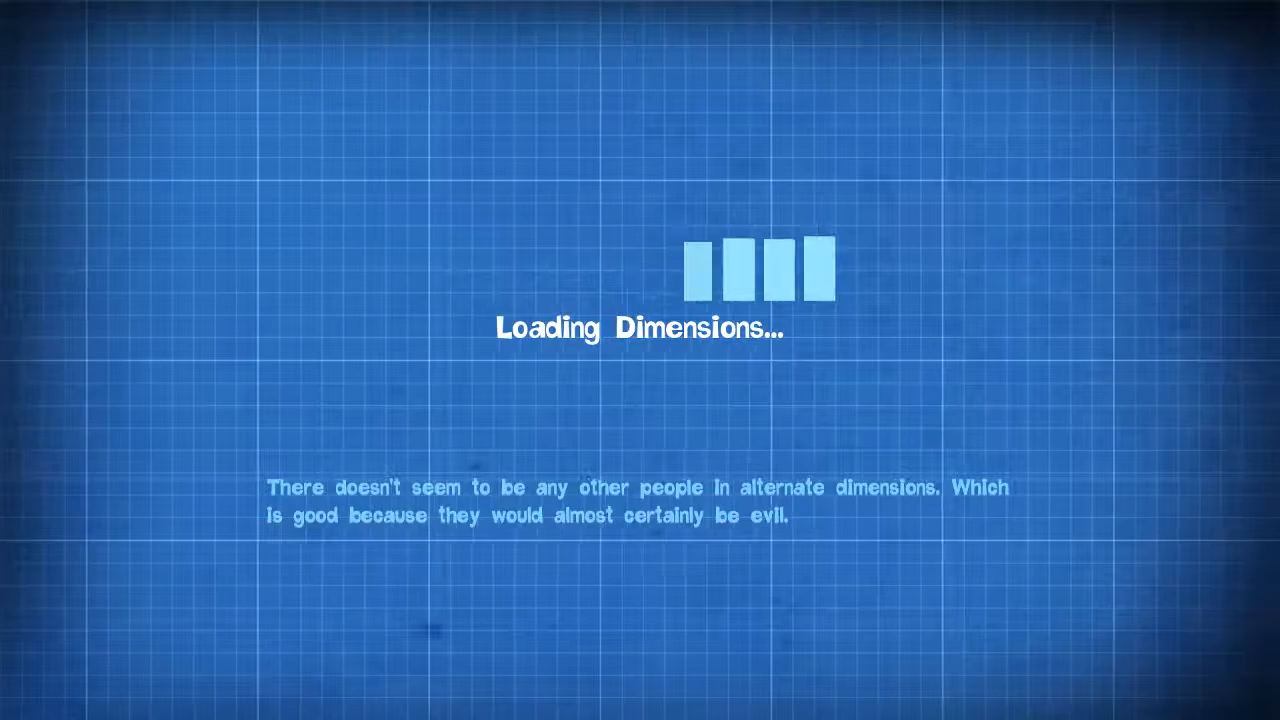 Loading Dimensions...
There doesn't seem to be any other people in alternate dimensions. Which
is good because they would almost certainly be evil.